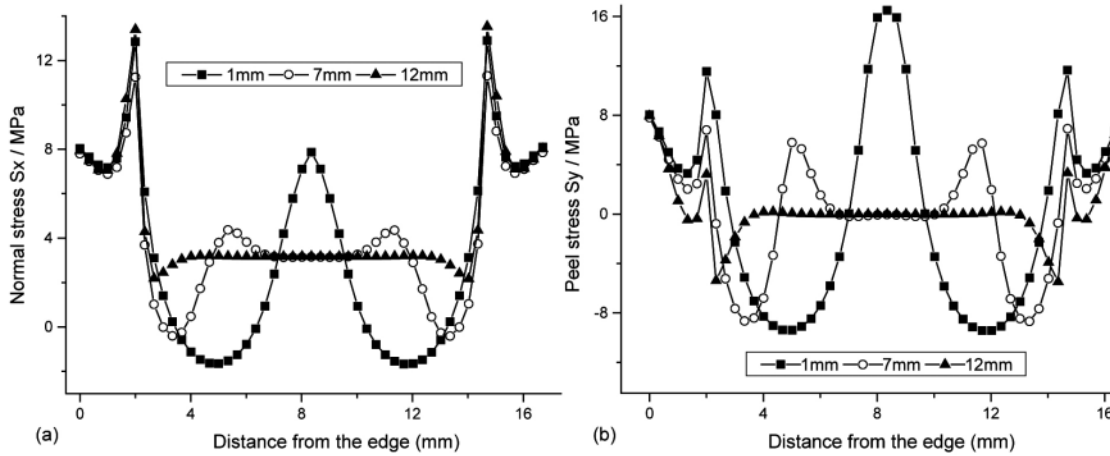 Normal stress Sx / MPa
12
8
4
0
1mm 7mm 12mm
0 4 8 12 16
(a) Distance from the edge (mm)
Peel stress Sy / MPa
16
8
0
-8
1mm 7mm 12mm
0 4 8 12 16
(b) Distance from the edge (mm)